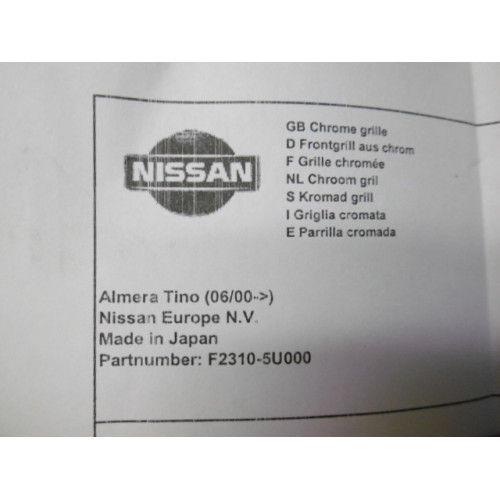 NISSAN
GB Chrome grille
D Frontgrill aus chrom
F Grille chromée
NL Chroom gril
S Kromad grill
I Griglia cromata
E Parrilla cromada
Almera Tino (06/00->)
Nissan Europe N.V.
Made in Japan
Partnumber: F2310-5U000